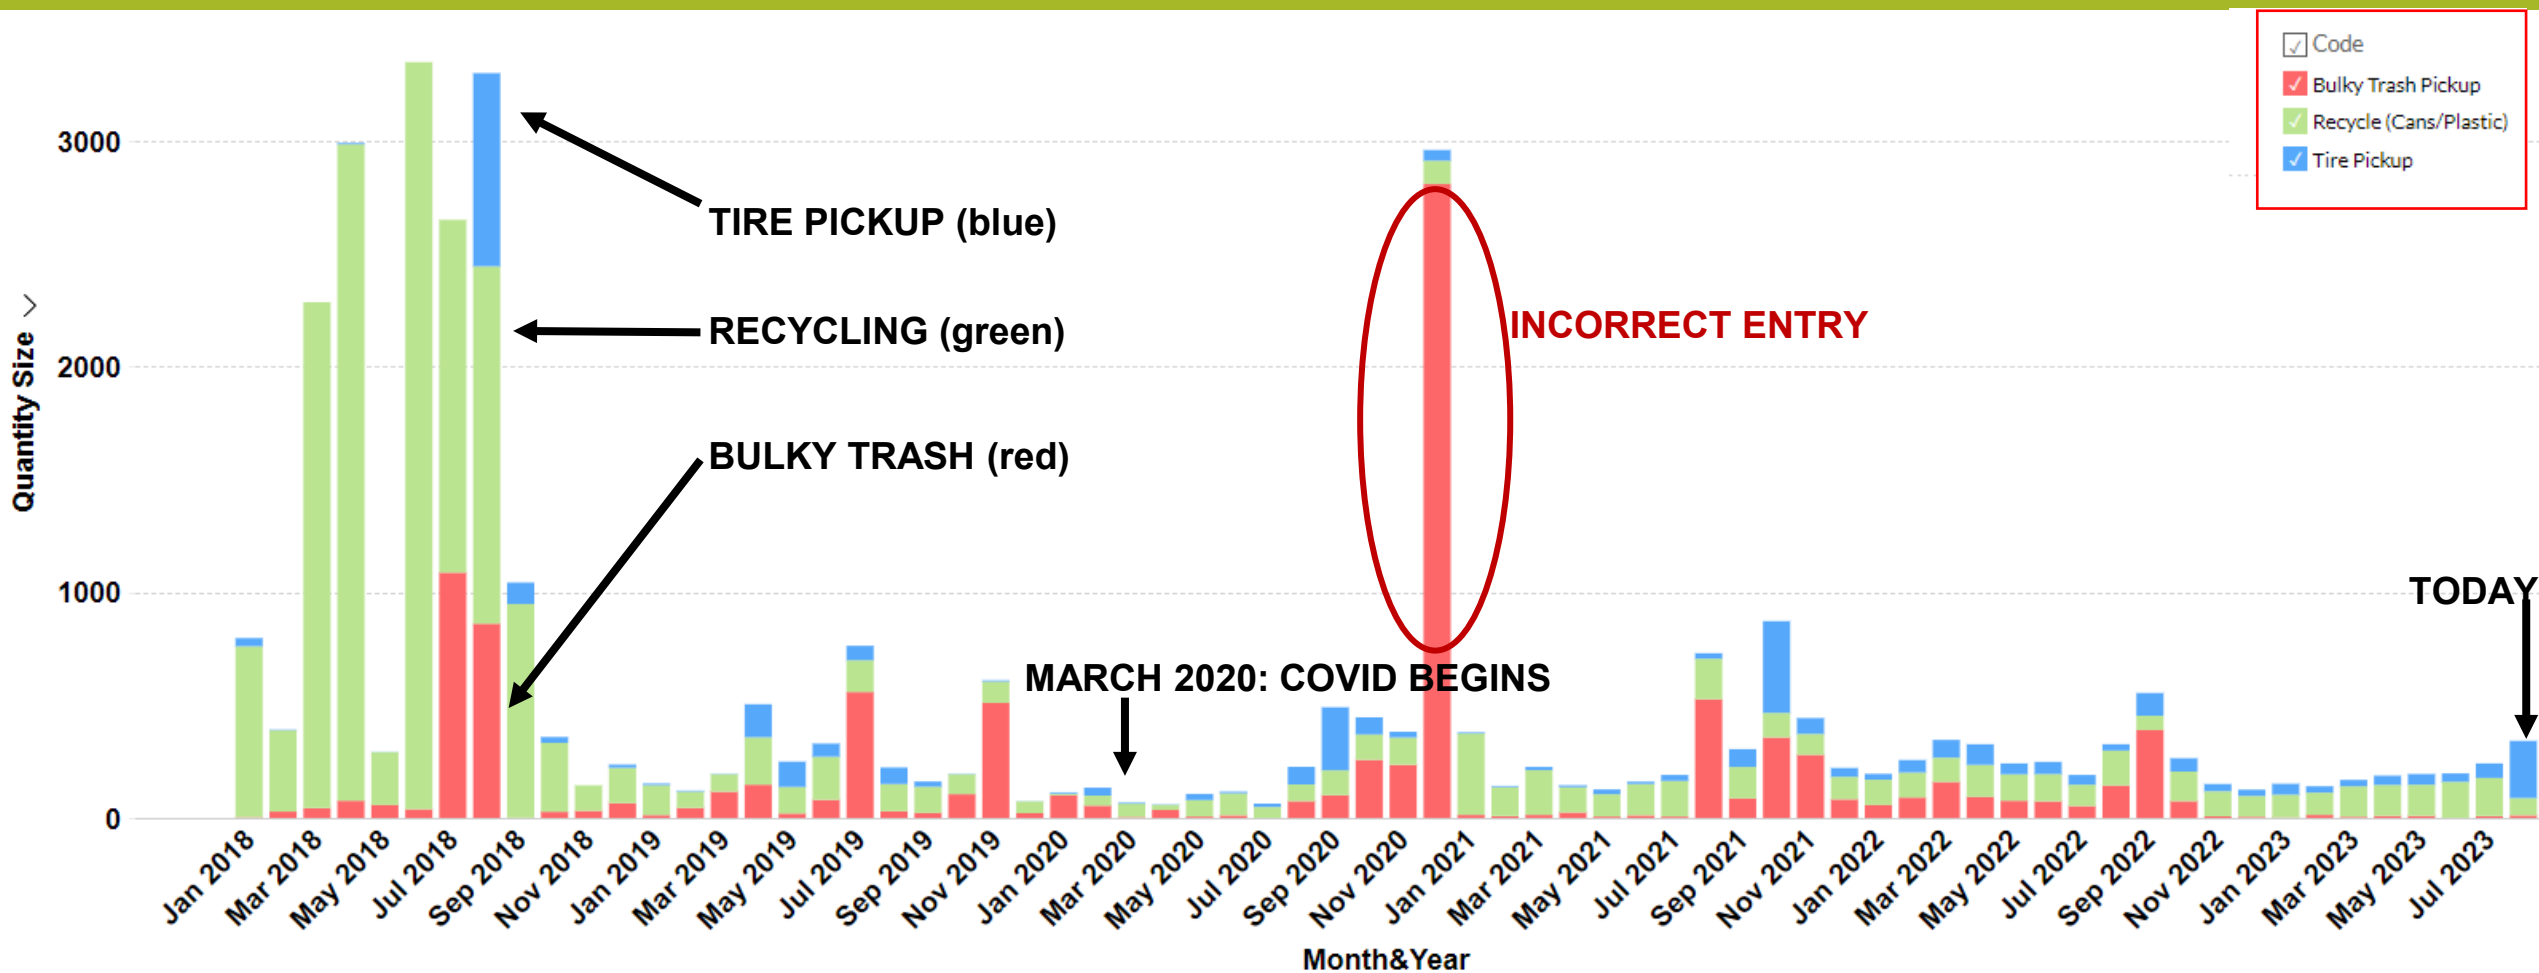 Code
Bulky Trash Pickup
Recycle (Cans/Plastic)
Tire Pickup
3000
2000
1000
0
Quantity Size
TIRE PICKUP (blue)
RECYCLING (green)
BULKY TRASH (red)
INCORRECT ENTRY
MARCH 2020: COVID BEGINS
TODAY
Jan 2018
Mar 2018
May 2018
Jul 2018
Sep 2018
Nov 2018
Jan 2019
Mar 2019
May 2019
Jul 2019
Sep 2019
Nov 2019
Jan 2020
Mar 2020
May 2020
Jul 2020
Sep 2020
Nov 2020
Jan 2021
Mar 2021
May 2021
Jul 2021
Sep 2021
Nov 2021
Jan 2022
Mar 2022
May 2022
Jul 2022
Sep 2022
Nov 2022
Jan 2023
Mar 2023
May 2023
Jul 2023
Month&Year